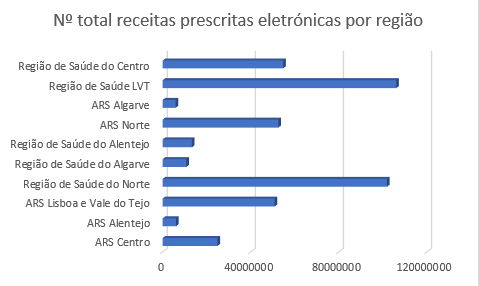 Nº total receitas prescritas eletrónicas por região
Região de Saúde do Centro
Região de Saúde LVT
ARS Algarve
ARS Norte
Região de Saúde do Alentejo
Região de Saúde do Algarve
Região de Saúde do Norte
ARS Lisboa e Vale do Tejo
ARS Alentejo
ARS Centro
0 40000000 80000000 120000000